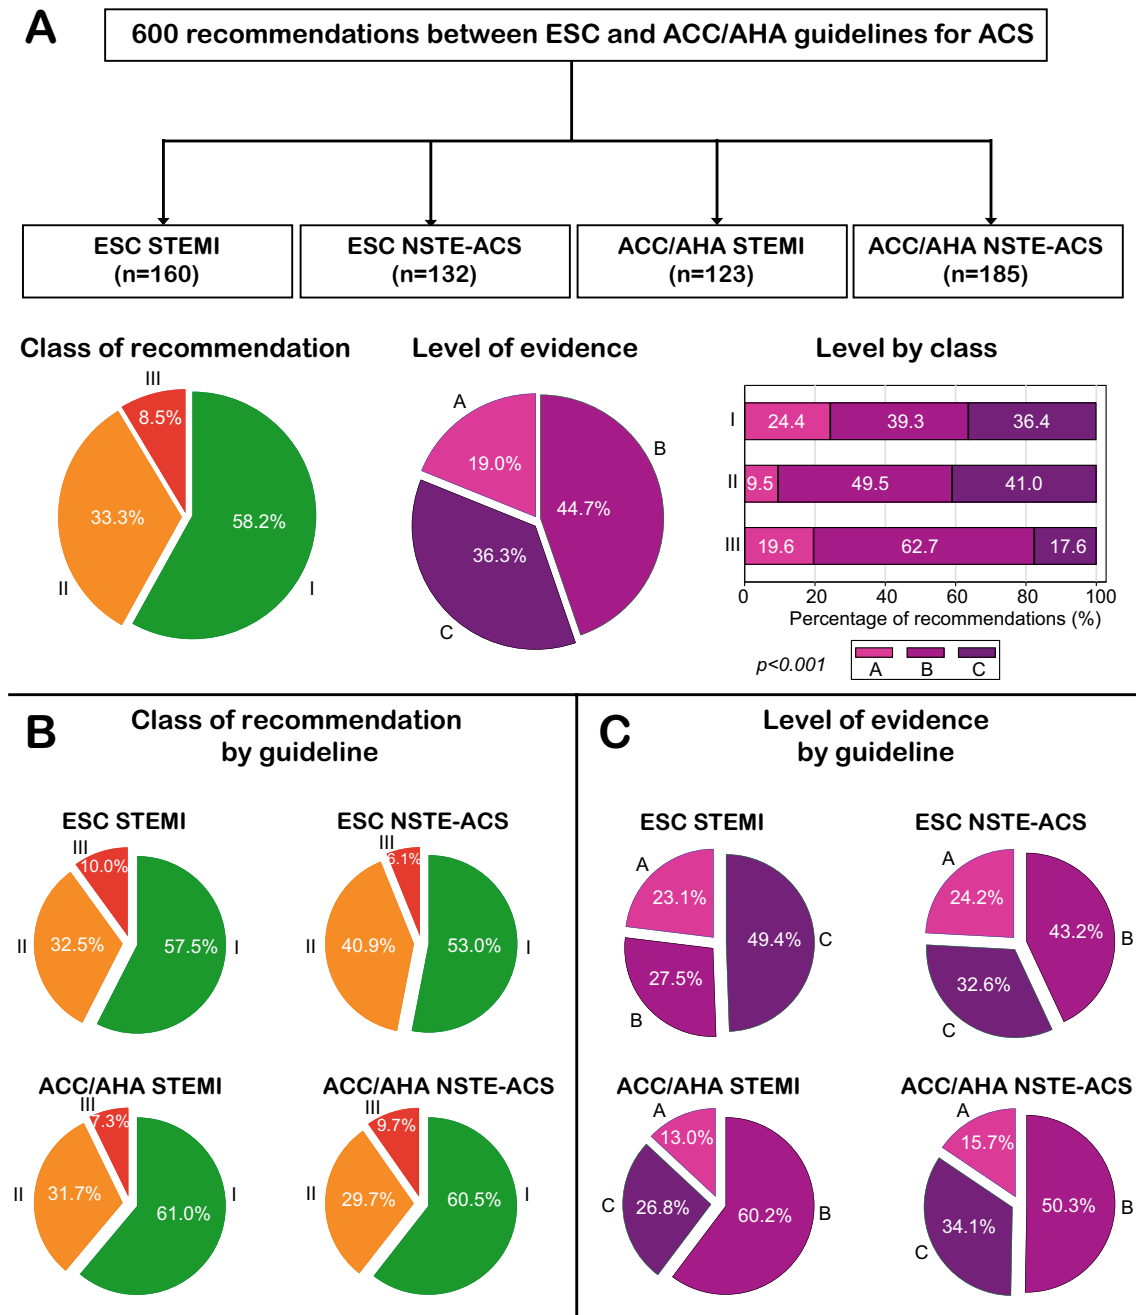 A
600 recommendations between ESC and ACC/AHA guidelines for ACS
ESC STEMI
(n=160)
ESC NSTE-ACS
(n=132)
ACC/AHA STEMI
(n=123)
ACC/AHA NSTE-ACS
(n=185)
Class of recommendation
III
8.5%
33.3%
58.2%
II
I
Level of evidence
A
B
19.0%
44.7%
36.3%
C
Level by class
I
24.4
39.3
36.4
II
9.5
49.5
41.0
III
19.6
62.7
17.6
0
20
40
60
80
100
Percentage of recommendations (%)
p<0.001
A
B
C
B
Class of recommendation
by guideline
ESC STEMI
III
10.0%
II
32.5%
57.5%
I
ESC NSTE-ACS
III
6.1%
II
40.9%
53.0%
I
ACC/AHA STEMI
III
7.3%
II
31.7%
61.0%
I
ACC/AHA NSTE-ACS
III
9.7%
II
29.7%
60.5%
I
C
Level of evidence
by guideline
ESC STEMI
A
23.1%
49.4%
C
27.5%
B
ESC NSTE-ACS
A
24.2%
43.2%
B
32.6%
C
ACC/AHA STEMI
A
13.0%
C
26.8%
60.2%
B
ACC/AHA NSTE-ACS
A
15.7%
50.3%
B
34.1%
C